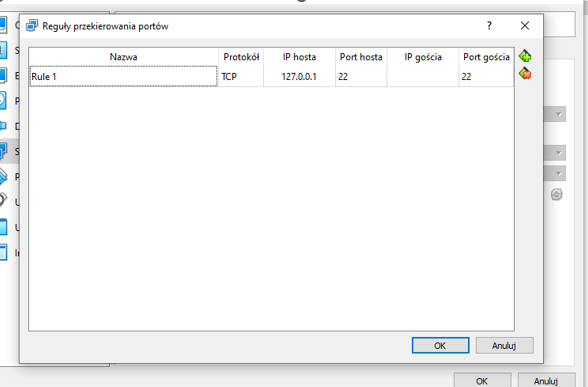 Reguły przekierowania portów
?
Nazwa Protokół IP hosta Port hosta IP gościa Port gościa
Rule 1 TCP 127.0.0.1 22 22
OK Anuluj
OK Anuluj